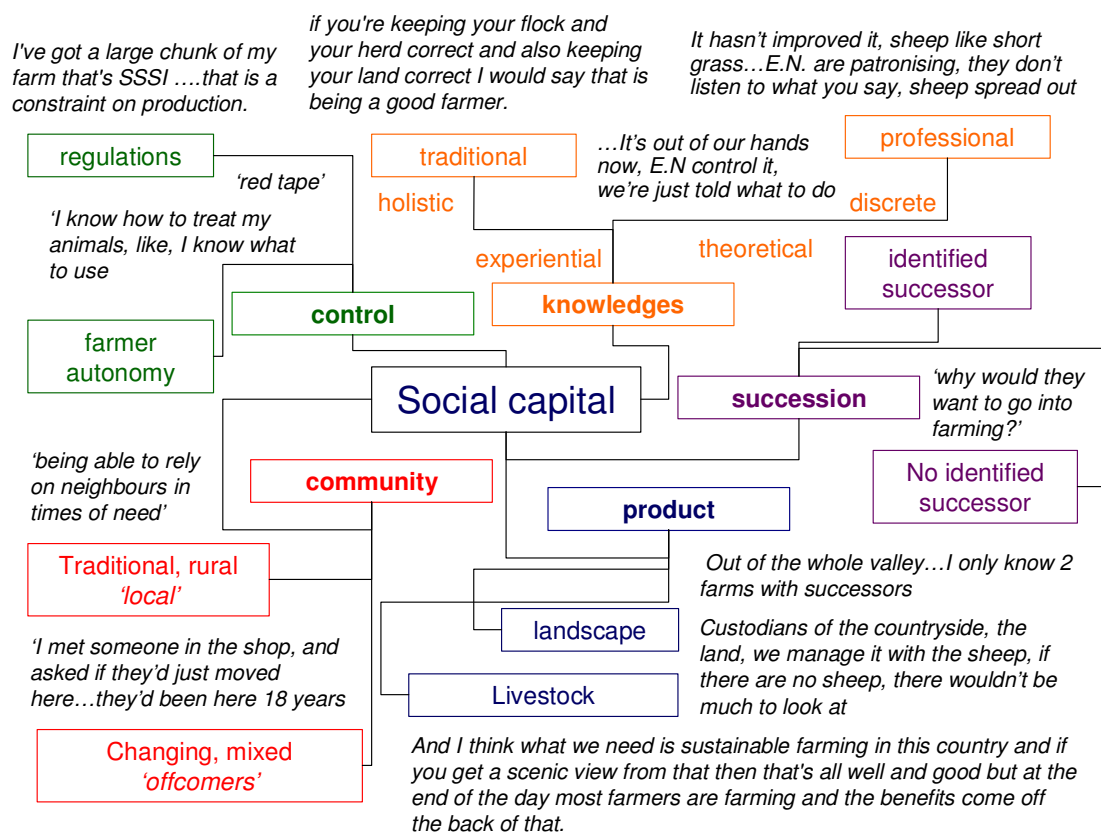 I've got a large chunk of my
farm that's SSSI ….that is a
constraint on production.
if you're keeping your flock and
your herd correct and also keeping
your land correct I would say that is
being a good farmer.
It hasn’t improved it, sheep like short
grass…E.N. are patronising, they don’t
listen to what you say, sheep spread out
regulations
traditional
…It’s out of our hands
now, E.N control it,
we’re just told what to do
professional
‘red tape’
holistic
discrete
‘I know how to treat my
animals, like, I know what
to use
experiential
theoretical
identified
successor
control
knowledges
farmer
autonomy
Social capital
succession
‘why would they
want to go into
farming?’
‘being able to rely
on neighbours in
times of need’
community
product
No identified
successor
Traditional, rural
‘local’
Out of the whole valley…I only know 2
farms with successors
landscape
Custodians of the countryside, the
land, we manage it with the sheep, if
there are no sheep, there wouldn’t be
much to look at
‘I met someone in the shop, and
asked if they’d just moved
here…they’d been here 18 years
Livestock
Changing, mixed
‘offcomers’
And I think what we need is sustainable farming in this country and if
you get a scenic view from that then that's all well and good but at the
end of the day most farmers are farming and the benefits come off
the back of that.